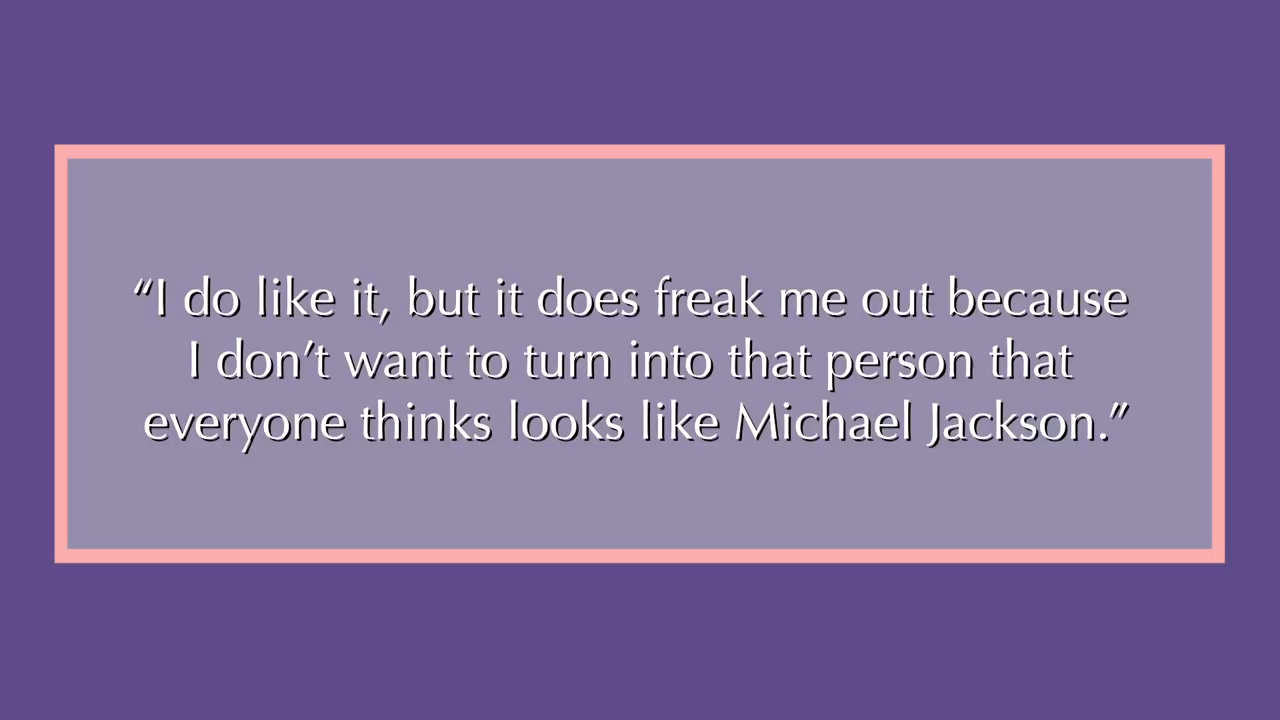 “I do like it, but it does freak me out because
I don’t want to turn into that person that
everyone thinks looks like Michael Jackson.”